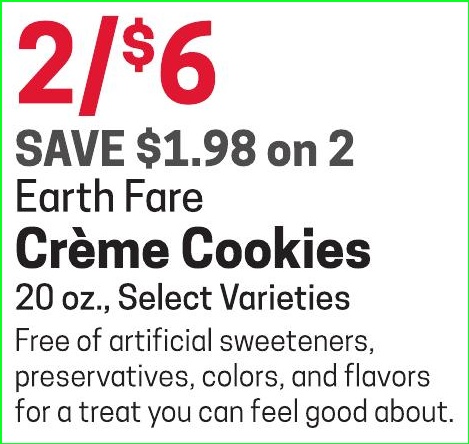 2/$6
SAVE $1.98 on 2
Earth Fare
Crème Cookies
20 oz., Select Varieties
Free of artificial sweeteners,
preservatives, colors, and flavors
for a treat you can feel good about.